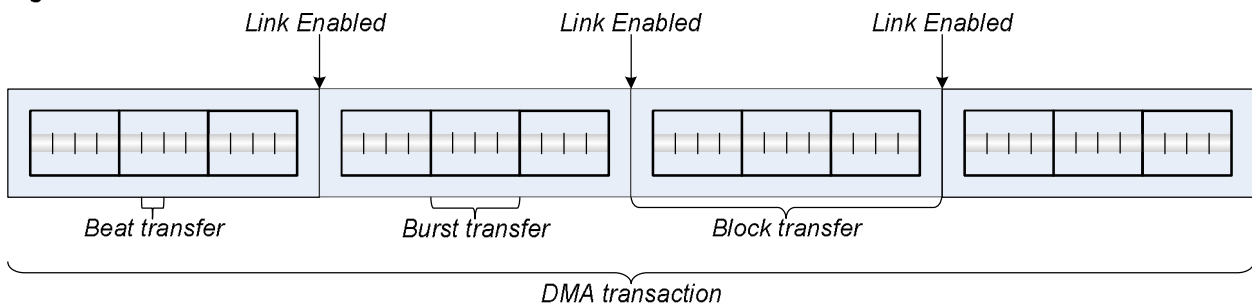 Link Enabled
Link Enabled
Link Enabled
Beat transfer
Burst transfer
Block transfer
DMA transaction